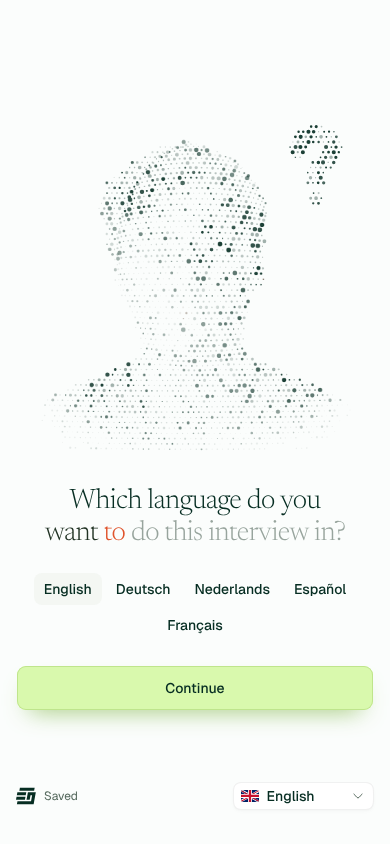 ?
Which language do you
want to do this interview in?
English Deutsch Nederlands Español
Français
Continue
Saved
English